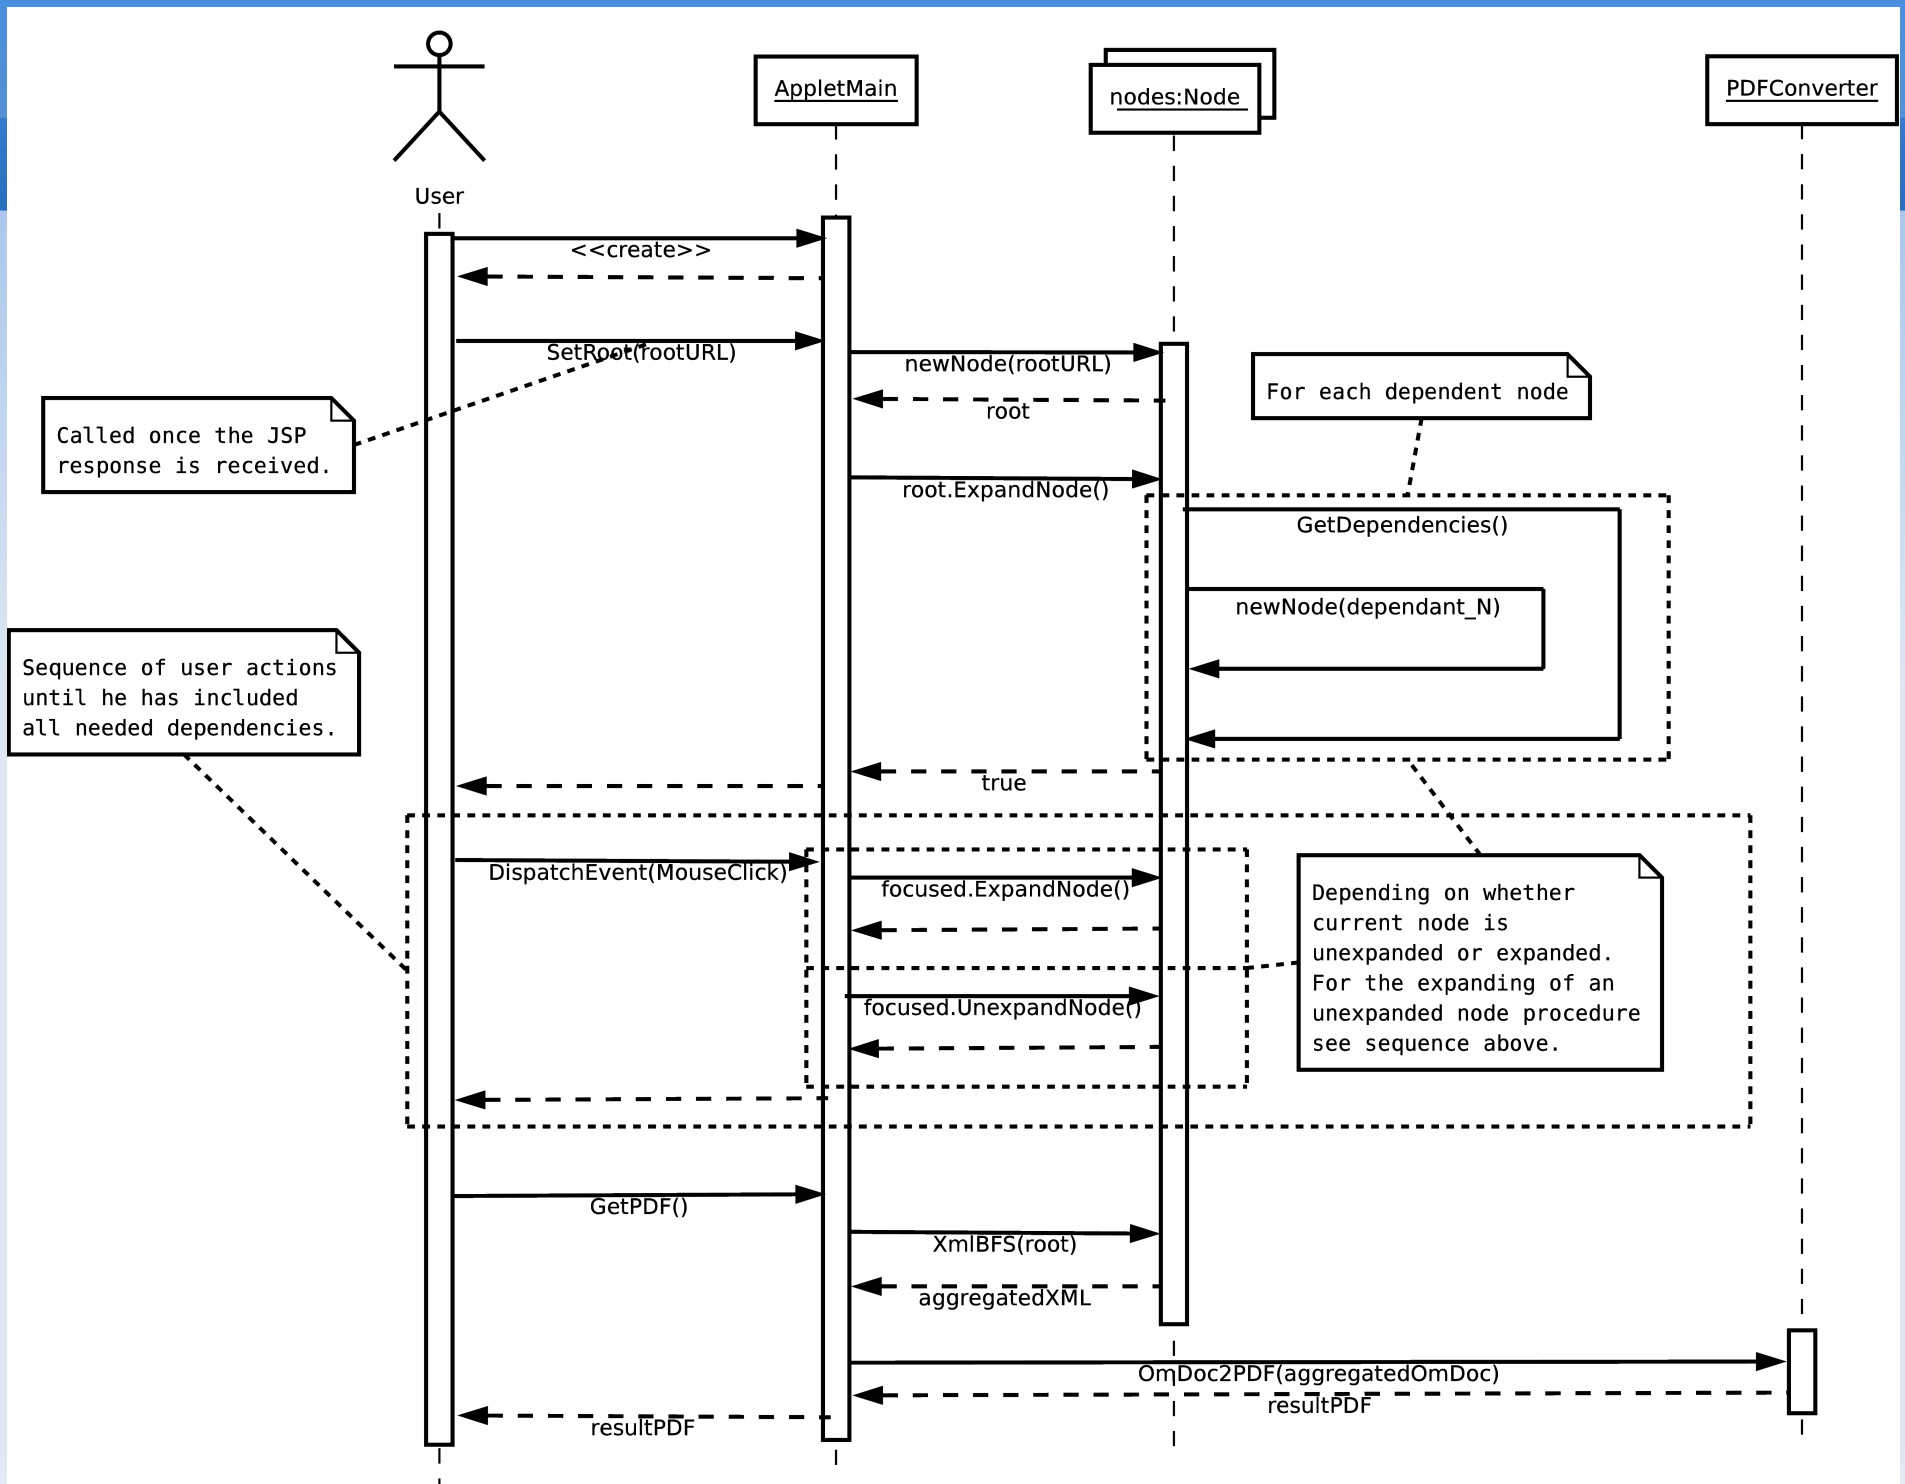 AppletMain
nodes:Node
PDFConverter
User
<<create>>
SetRoot(rootURL)
newNode(rootURL)
root
For each dependent node
Called once the JSP
response is received.
root.ExpandNode()
GetDependencies()
newNode(dependant_N)
Sequence of user actions
until he has included
all needed dependencies.
true
DispatchEvent(MouseClick)
focused.ExpandNode()
Depending on whether
current node is
unexpanded or expanded.
For the expanding of an
unexpanded node procedure
see sequence above.
focused.UnexpandNode()
GetPDF()
XmlBFS(root)
aggregatedXML
OmDoc2PDF(aggregatedOmDoc)
resultPDF
resultPDF